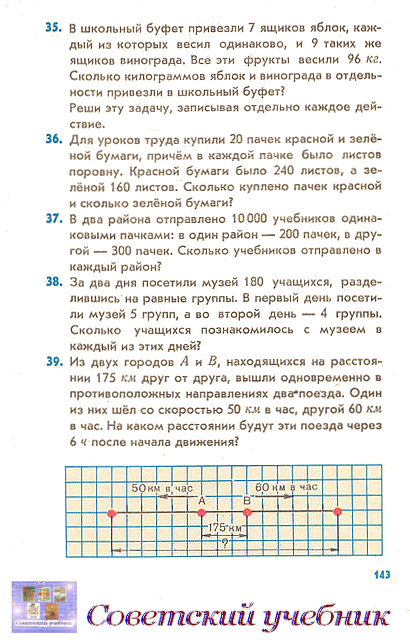 35. В школьный буфет привезли 7 ящиков яблок, каж-
дый из которых весил одинаково, и 9 таких же
ящиков винограда. Все эти фрукты весили 96 кг.
Сколько килограммов яблок и винограда в отдель-
ности привезли в школьный буфет?
Реши эту задачу, записывая отдельно каждое дей-
ствие.
36. Для уроков труда купили 20 пачек красной и зелё-
ной бумаги, причём в каждой пачке было листов
поровну. Красной бумаги было 240 листов, а зе-
лёной 160 листов. Сколько куплено пачек красной
и сколько зелёной бумаги?
37. В два района отправлено 10 000 учебников одина-
ковыми пачками: в один район — 200 пачек, в дру-
гой — 300 пачек. Сколько учебников отправлено в
каждый район?
38. За два дня посетили музей 180 учащихся, разде-
лившись на равные группы. В первый день посети-
ли музей 5 групп, а во второй день — 4 группы.
Сколько учащихся познакомилось с музеем в
каждый из этих дней?
39. Из двух городов А и В, находящихся на расстоя-
нии 175 км друг от друга, вышли одновременно в
противоположных направлениях два поезда. Один
из них шёл со скоростью 50 км в час, другой 60 км
в час. На каком расстоянии будут эти поезда через
6 ч после начала движения?
50 км в час 60 км в час
А В
175 км
?
143
Советский учебник
Советский учебник